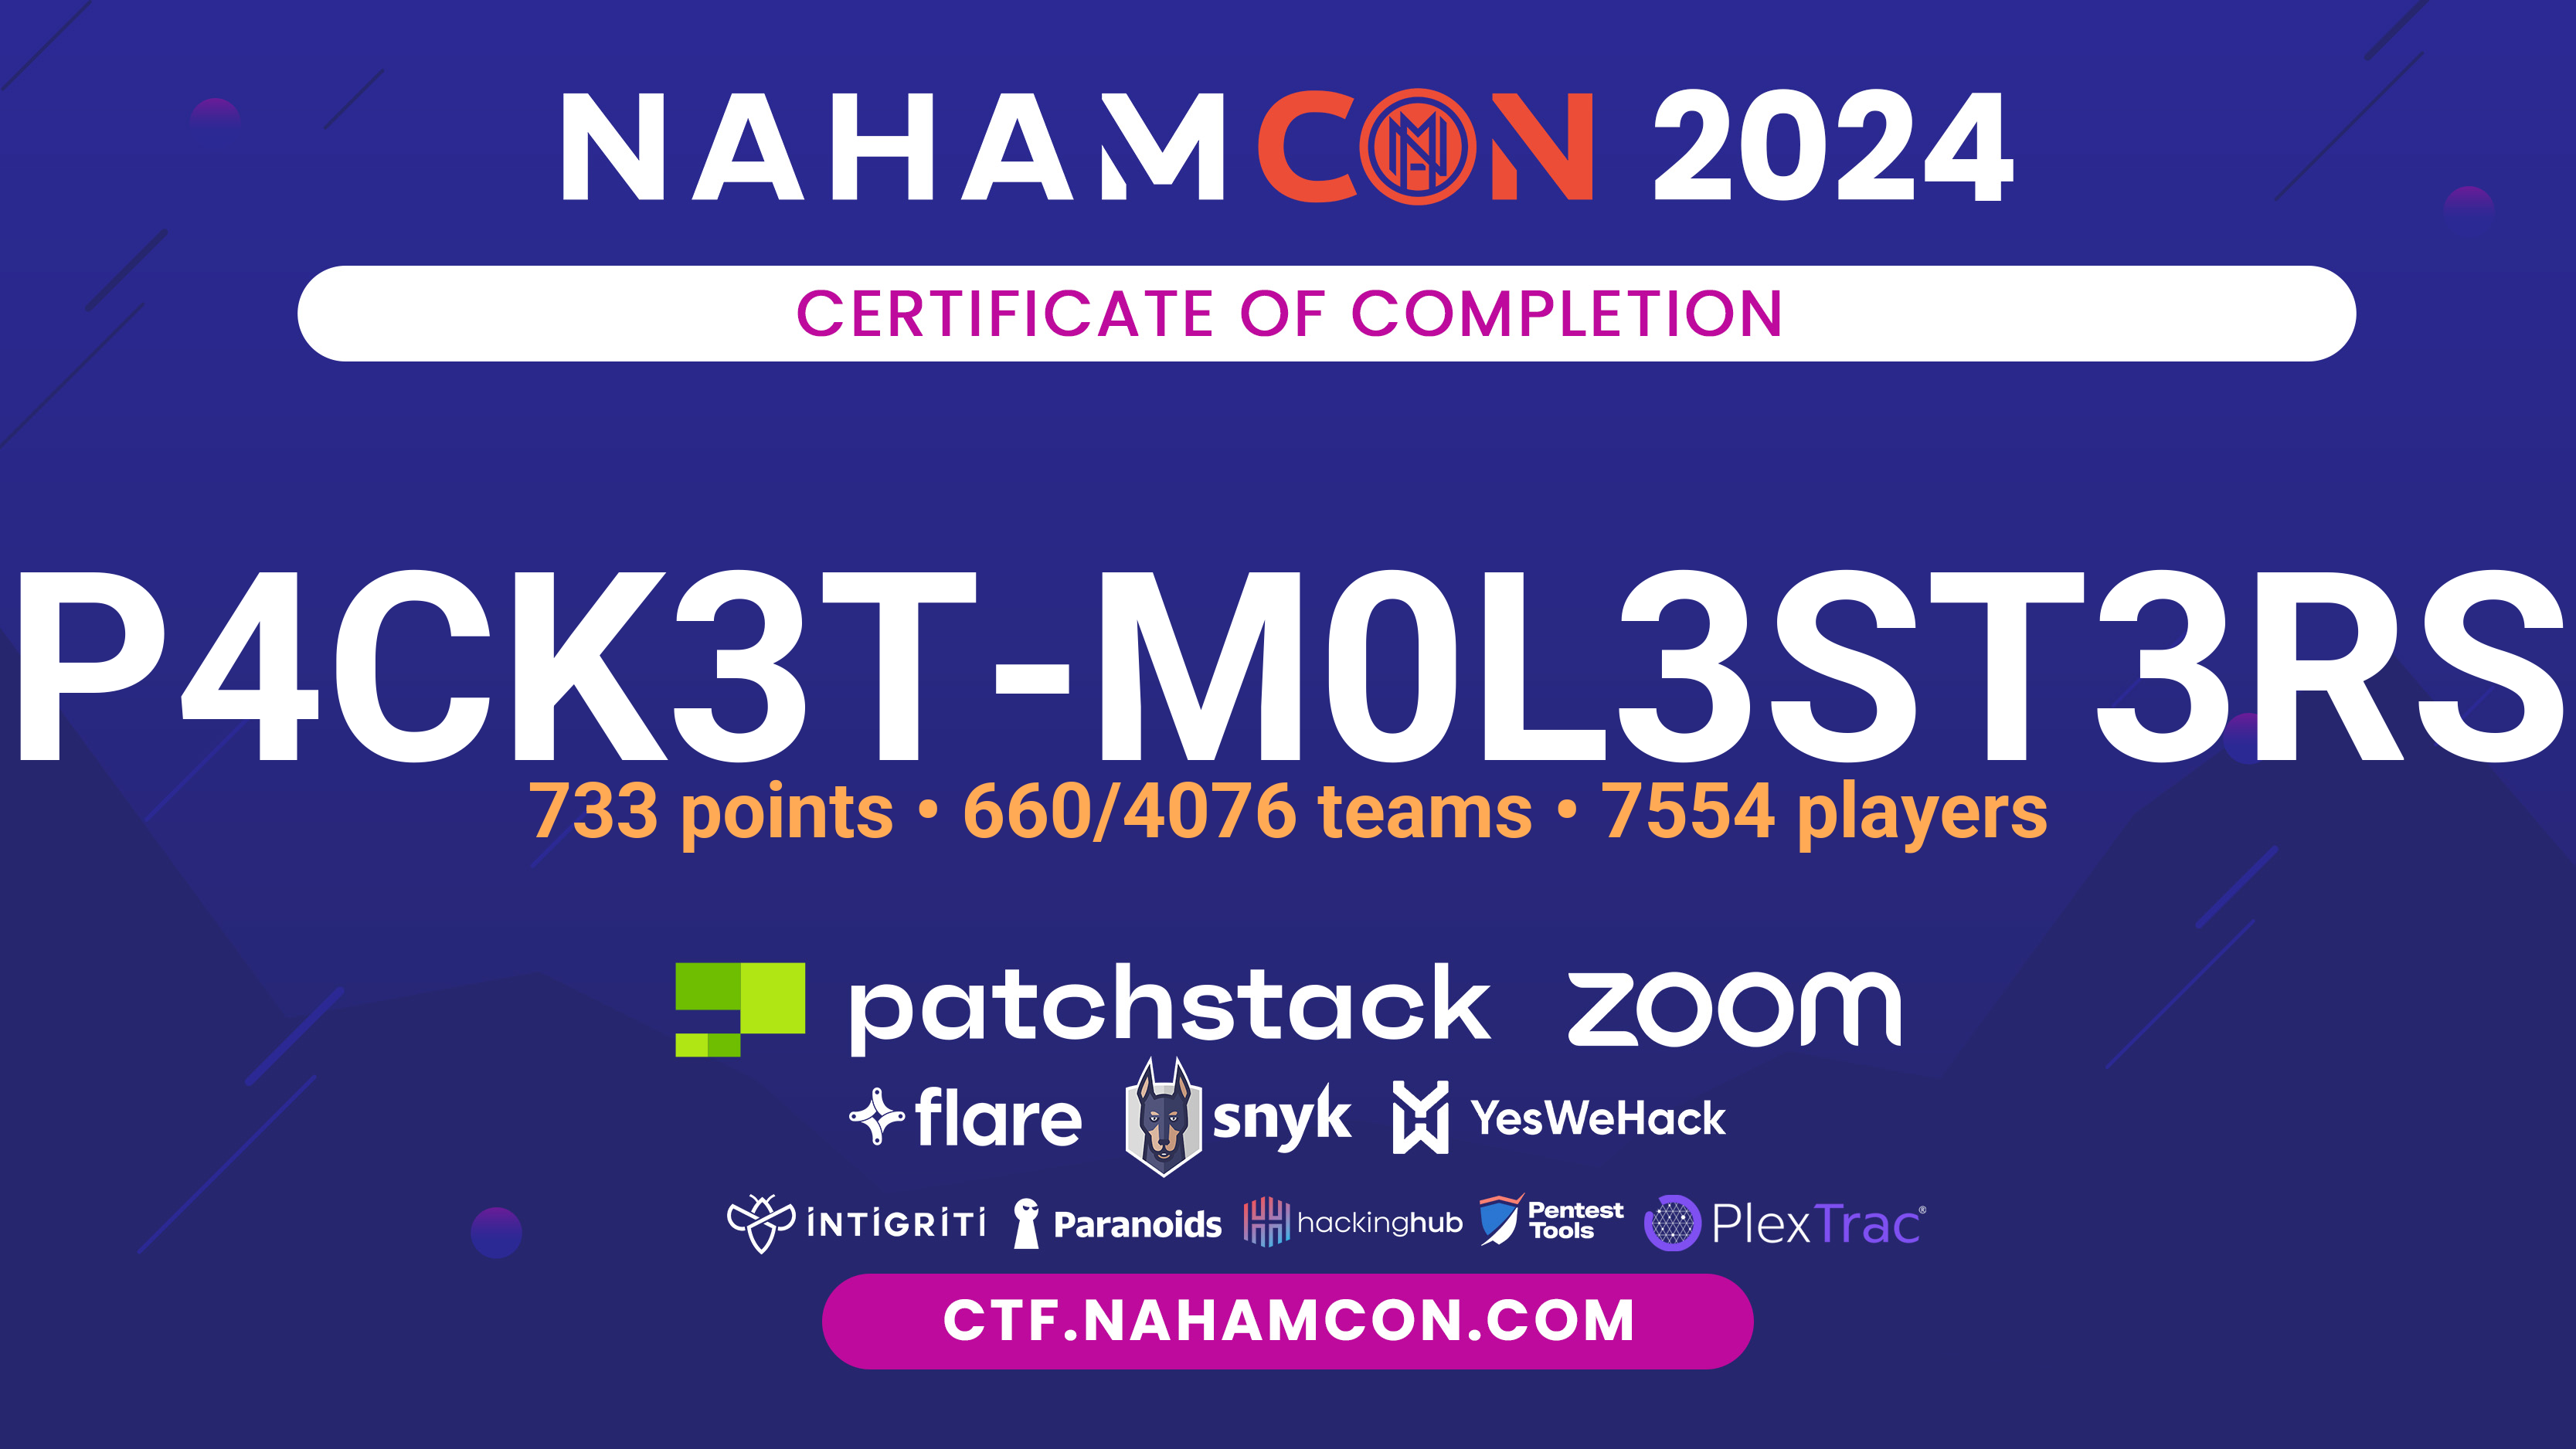 NAHAMCON 2024
CERTIFICATE OF COMPLETION
P4CK3T-M0L3ST3RS
733 points • 660/4076 teams • 7554 players
patchstack zoom
flare snyk YesWeHack
INTIGRITI Paranoids hackinghub Pentest Tools PlexTrac®
CTF.NAHAMCON.COM